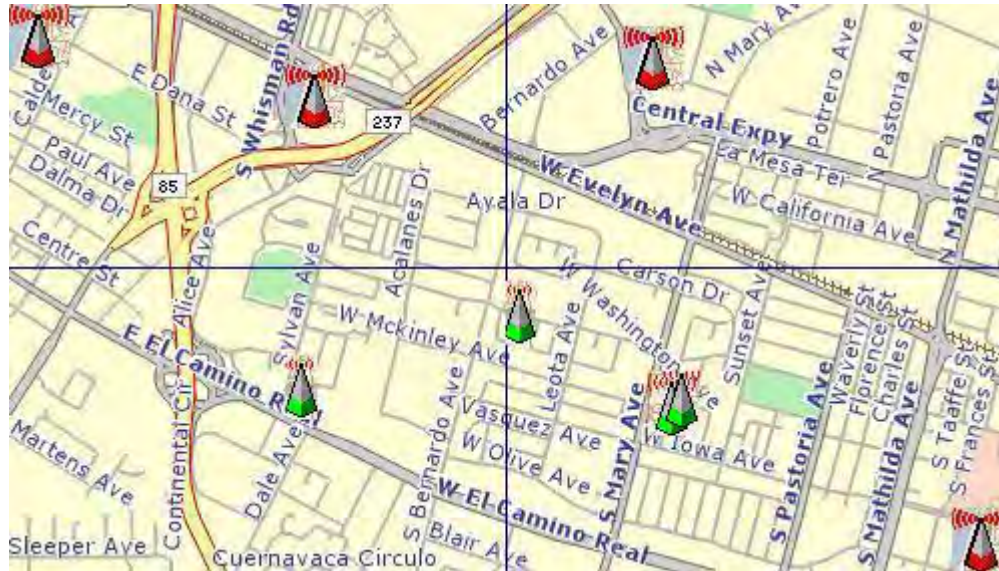 Calde
Mercy St
Paul Ave
Dalma Dr
Centre St
E Dana St
S Whisman Rd
237
85
Bernardo Ave
N Mary Ave
Potrero Ave
N Pastoria Ave
Central Expy
La Mesa Ter
W California Ave
N Mathilda Ave
W Evelyn Ave
Ayala Dr
Acalanes Dr
Alice Ave
Sylvan Ave
W Mckinley Ave
W Washington Ave
Carson Dr
Sunset Ave
Leota Ave
E El Camino Real
Continental Cir
Martens Ave
Dale Ave
Sleeper Ave
Cuernavaca Circulo
S Bernardo Ave
Vasquez Ave
W Olive Ave
W El Camino Real
Blair Ave
S Mary Ave
W Iowa Ave
S Pastoria Ave
Waverly St
Florence St
Charles St
S Mathilda Ave
S Taaffe St
S Frances St